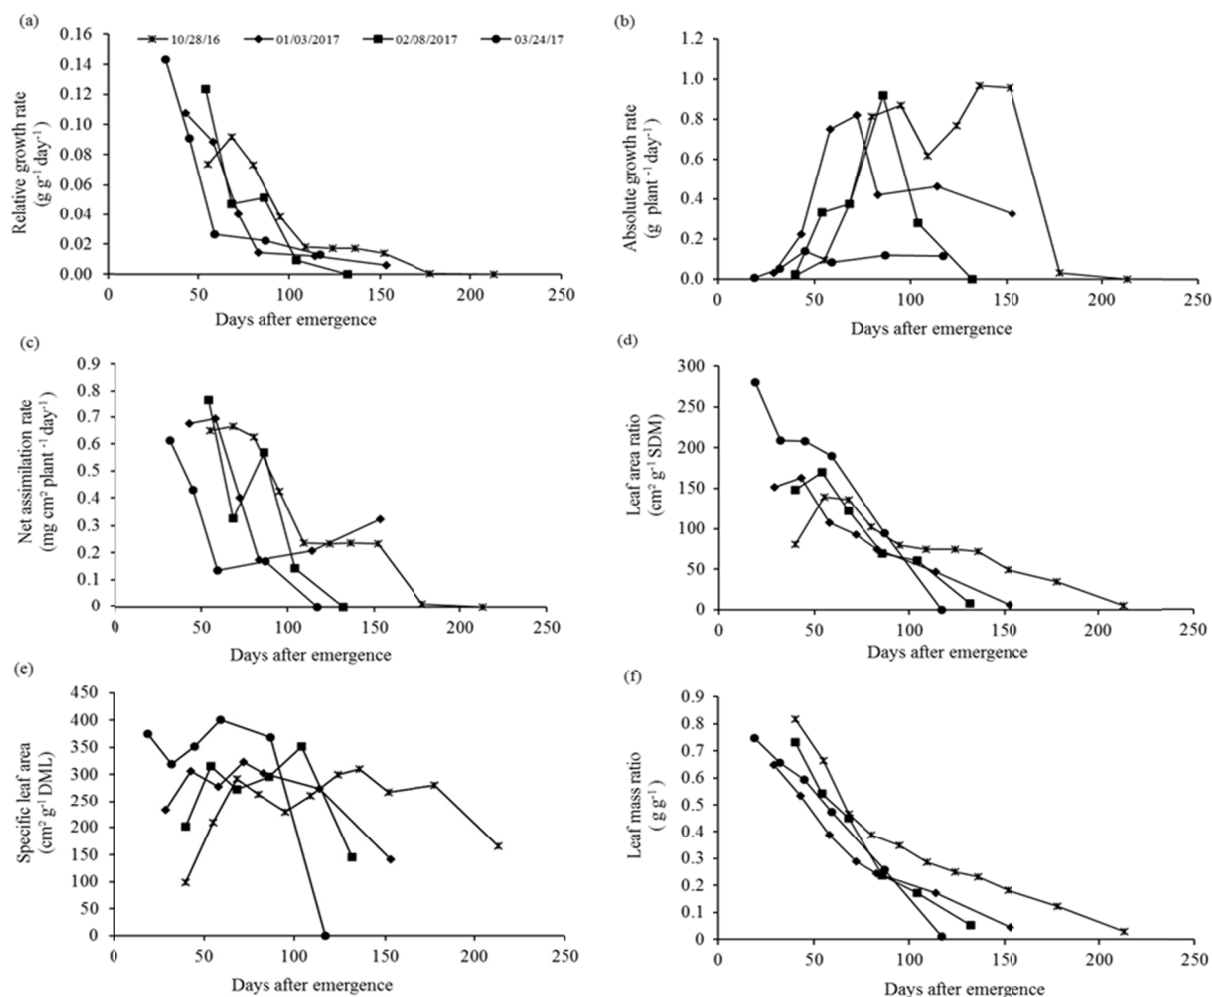 (a)
10/28/16 01/03/2017 02/08/2017 03/24/17
Relative growth rate
(g g⁻¹ day⁻¹)
0.16
0.14
0.12
0.10
0.08
0.06
0.04
0.02
0.00
0 50 100 150 200 250
Days after emergence
(b)
Absolute growth rate
(g plant ⁻¹ day⁻¹)
1.2
1.0
0.8
0.6
0.4
0.2
0.0
0 50 100 150 200 250
Days after emergence
(c)
Net assimilation rate
(mg cm² plant ⁻¹ day⁻¹)
0.9
0.8
0.7
0.6
0.5
0.4
0.3
0.2
0.1
0
0 50 100 150 200 250
Days after emergence
(d)
Leaf area ratio
(cm² g⁻¹ SDM)
300
250
200
150
100
50
0
0 50 100 150 200 250
Days after emergence
(e)
Specific leaf area
(cm² g⁻¹ DML)
450
400
350
300
250
200
150
100
50
0
0 50 100 150 200 250
Days after emergence
(f)
Leaf mass ratio
( g g⁻¹ )
0.9
0.8
0.7
0.6
0.5
0.4
0.3
0.2
0.1
0
0 50 100 150 200 250
Days after emergence